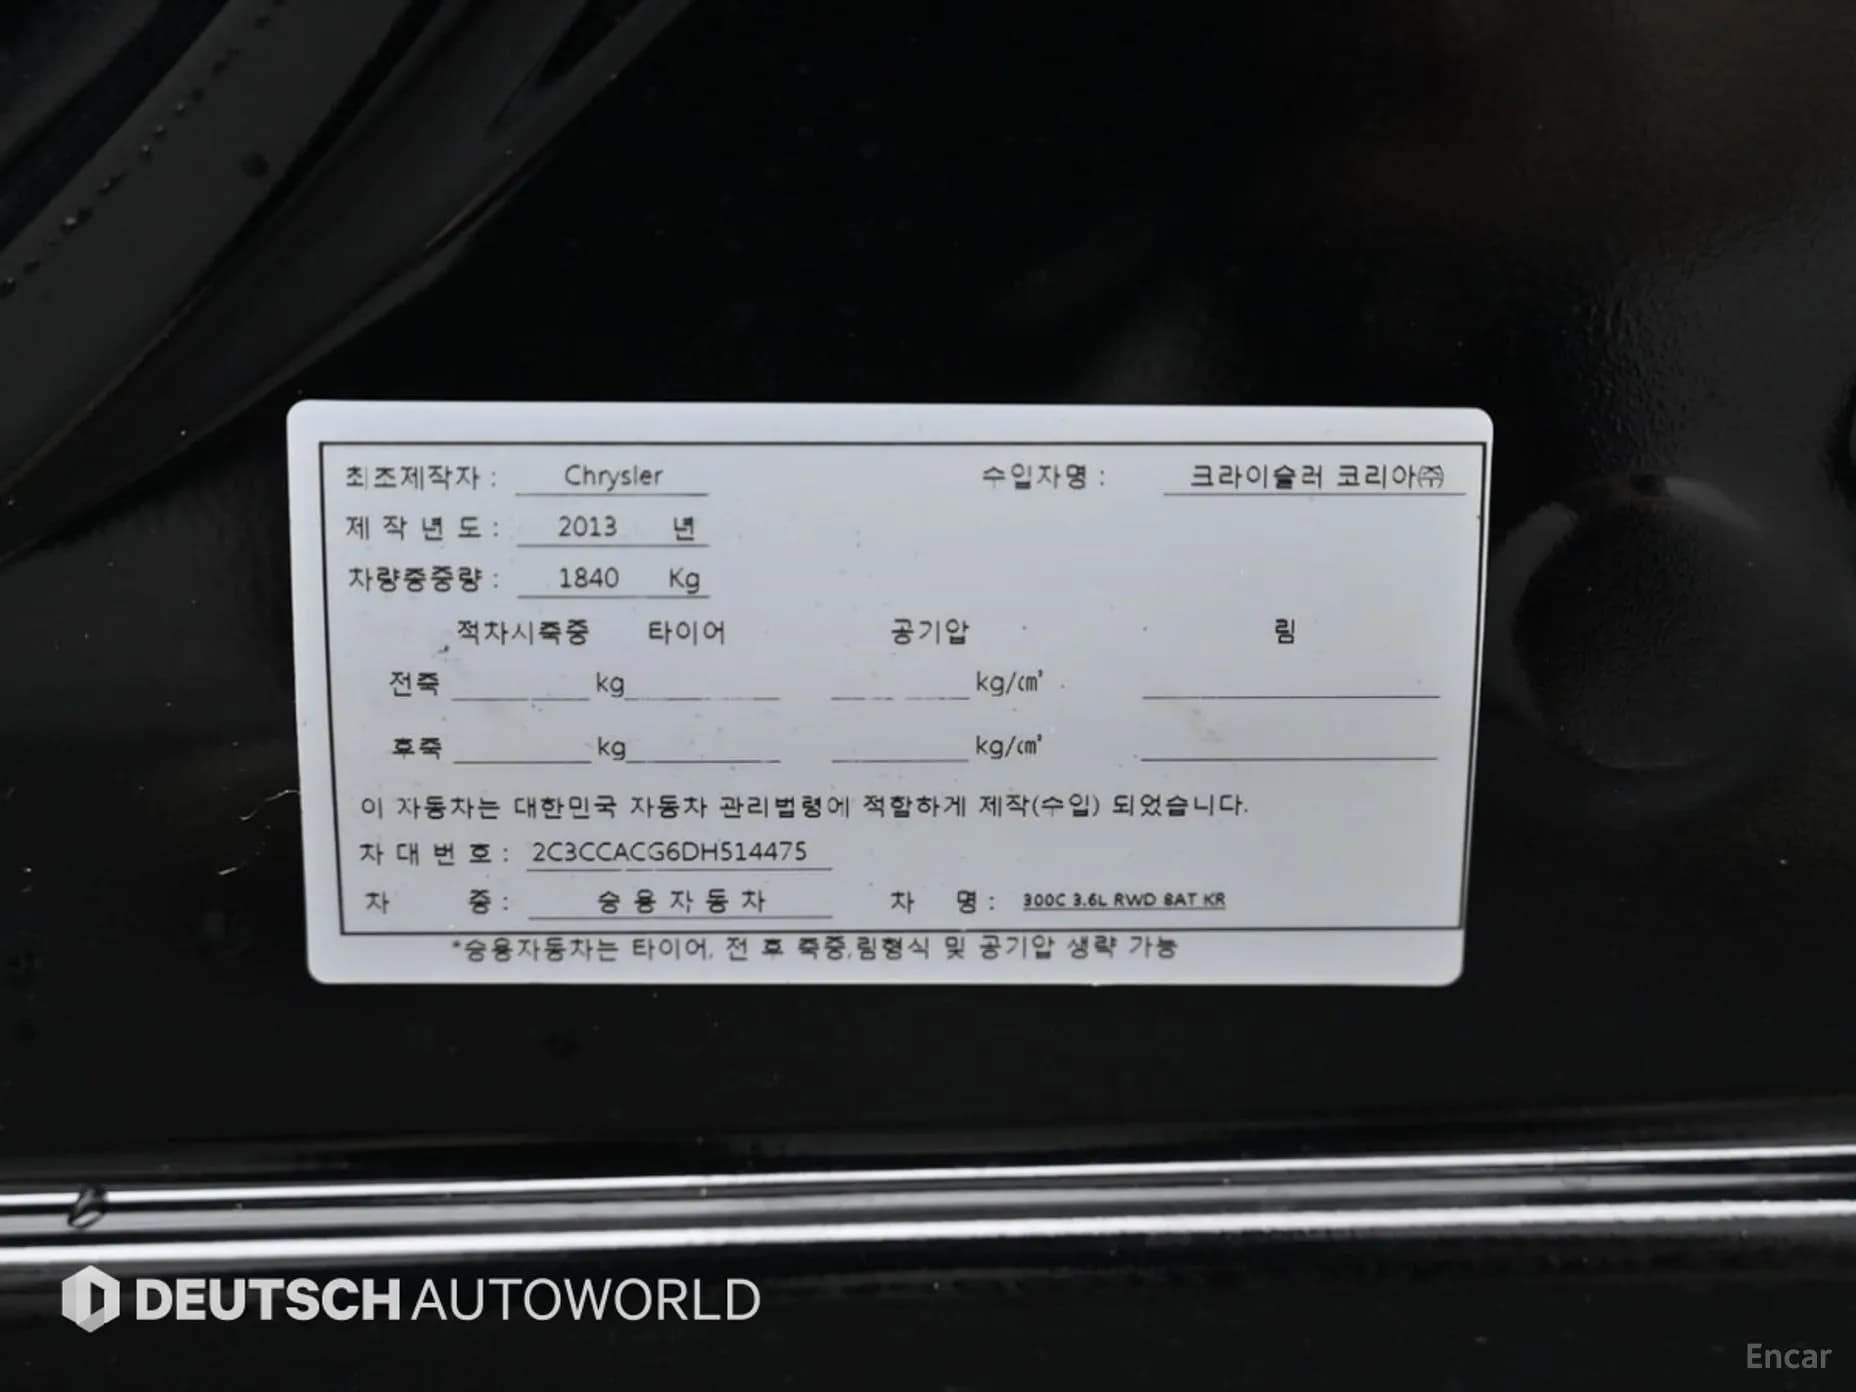 최초제작자 : Chrysler 수입자명 : 크라이슬러 코리아㈜
제 작 년 도 : 2013 년
차량중중량 : 1840 Kg
적차시축중 타이어 공기압 림
전축 kg kg/㎠
후축 kg kg/㎠
이 자동차는 대한민국 자동차 관리법령에 적합하게 제작(수입) 되었습니다.
차 대 번 호 : 2C3CCACG6DH514475
차 종 : 승 용 자 동 차 차 명 : 300C 3.6L RWD 8AT KR
*승용자동차는 타이어, 전 후 축중,림형식 및 공기압 생략 가능
DEUTSCH AUTOWORLD
Encar